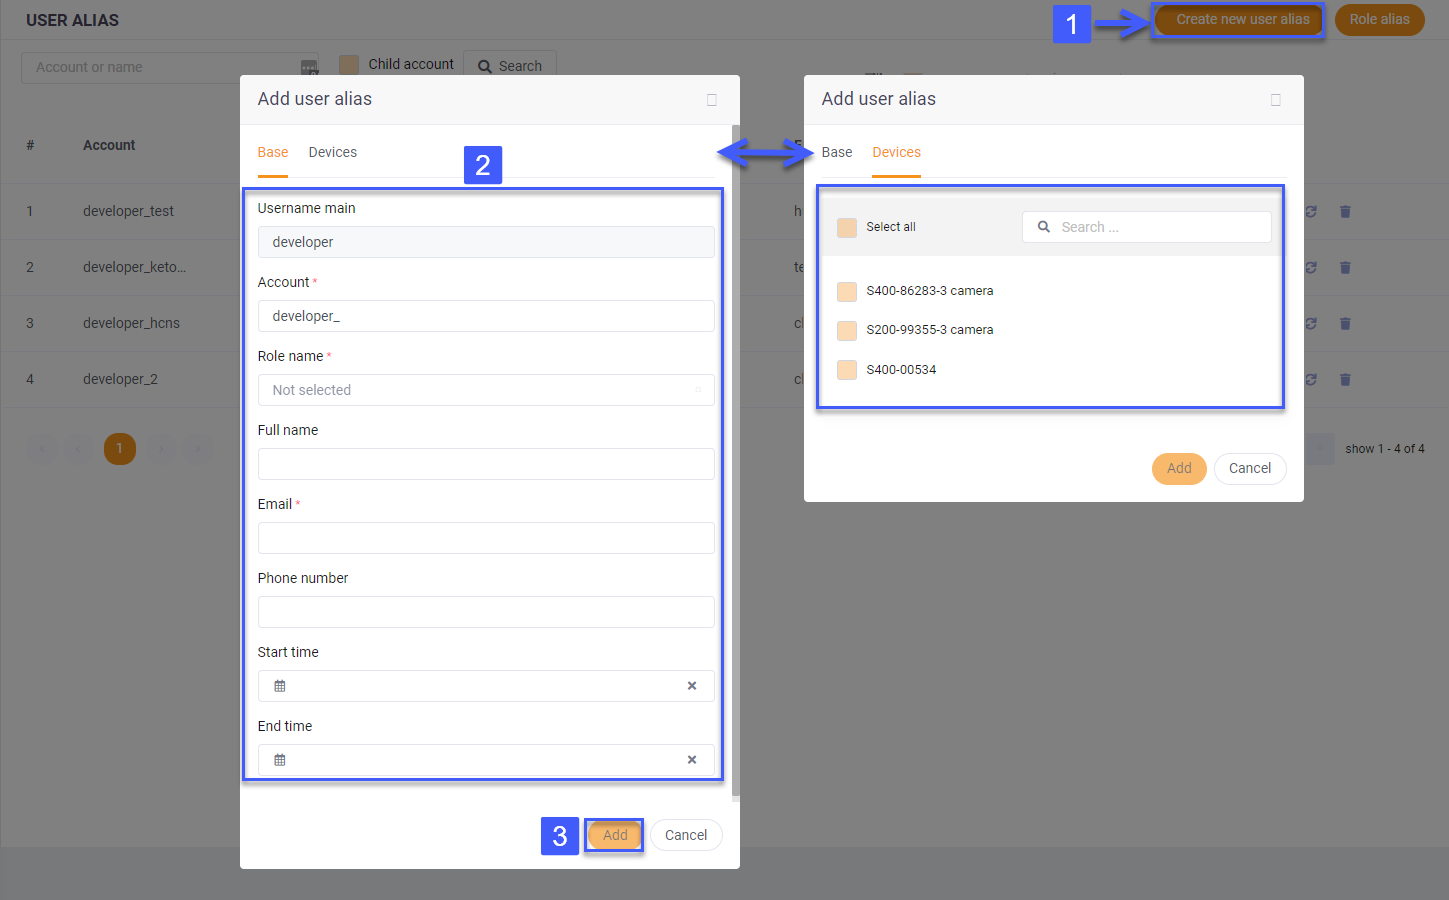 USER ALIAS
1
Create new user alias
Role alias
Account or name
Child account
Search
# Account
1 developer_test
2 developer_keto...
3 developer_hcns
4 developer_2
1
show 1 - 4 of 4
Add user alias
Base Devices
2
Username main
developer
Account *
developer_
Role name *
Not selected
Full name
Email *
Phone number
Start time
End time
3
Add
Cancel
Add user alias
Base Devices
Select all
Search ...
S400-86283-3 camera
S200-99355-3 camera
S400-00534
Add
Cancel